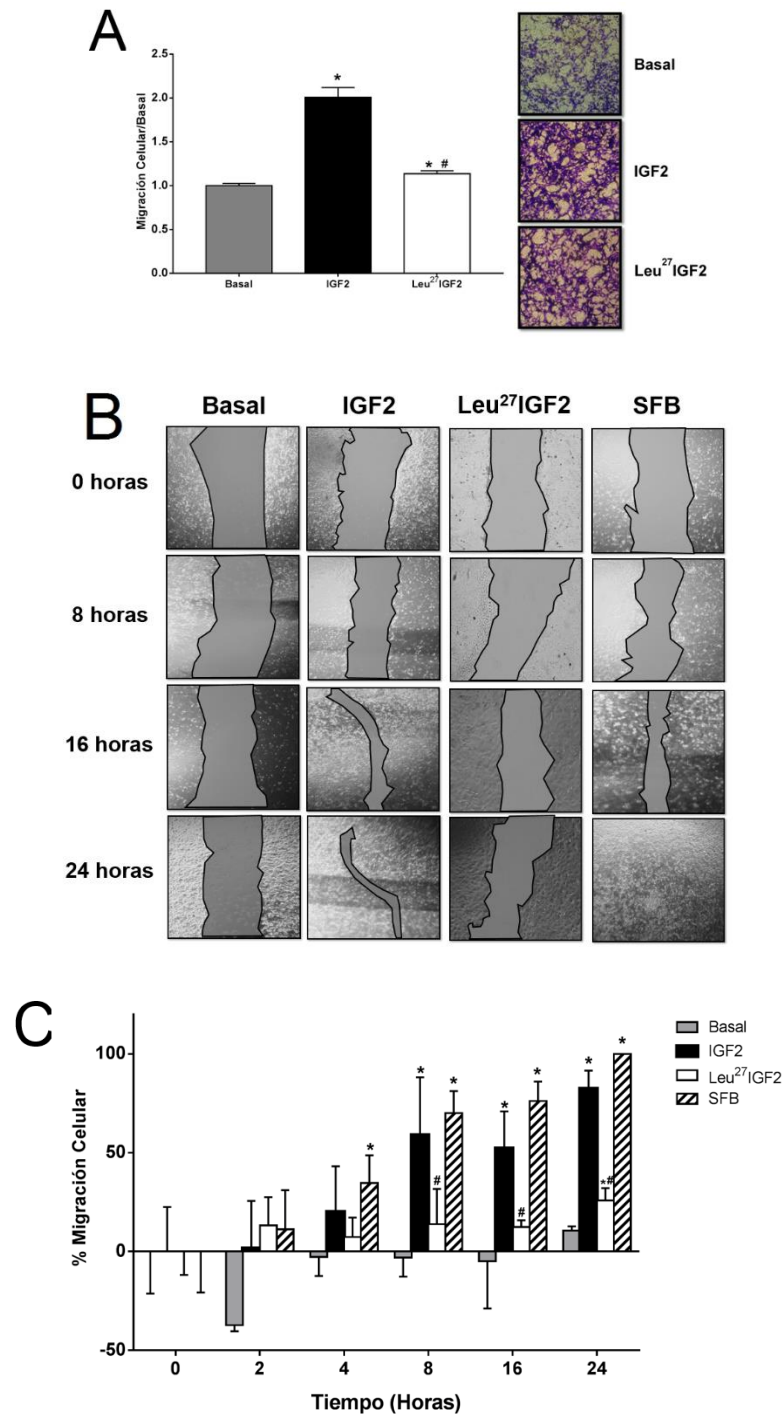 A
2.5
2.0
1.5
1.0
0.5
0.0
Migración Celular/Basal
*
* #
Basal
IGF2
Leu²⁷IGF2
Basal
IGF2
Leu²⁷IGF2
B
Basal IGF2 Leu²⁷IGF2 SFB
0 horas
8 horas
16 horas
24 horas
C
% Migración Celular
100
50
0
-50
* * * * * * *
# # *#
Basal
IGF2
Leu²⁷IGF2
SFB
0 2 4 8 16 24
Tiempo (Horas)